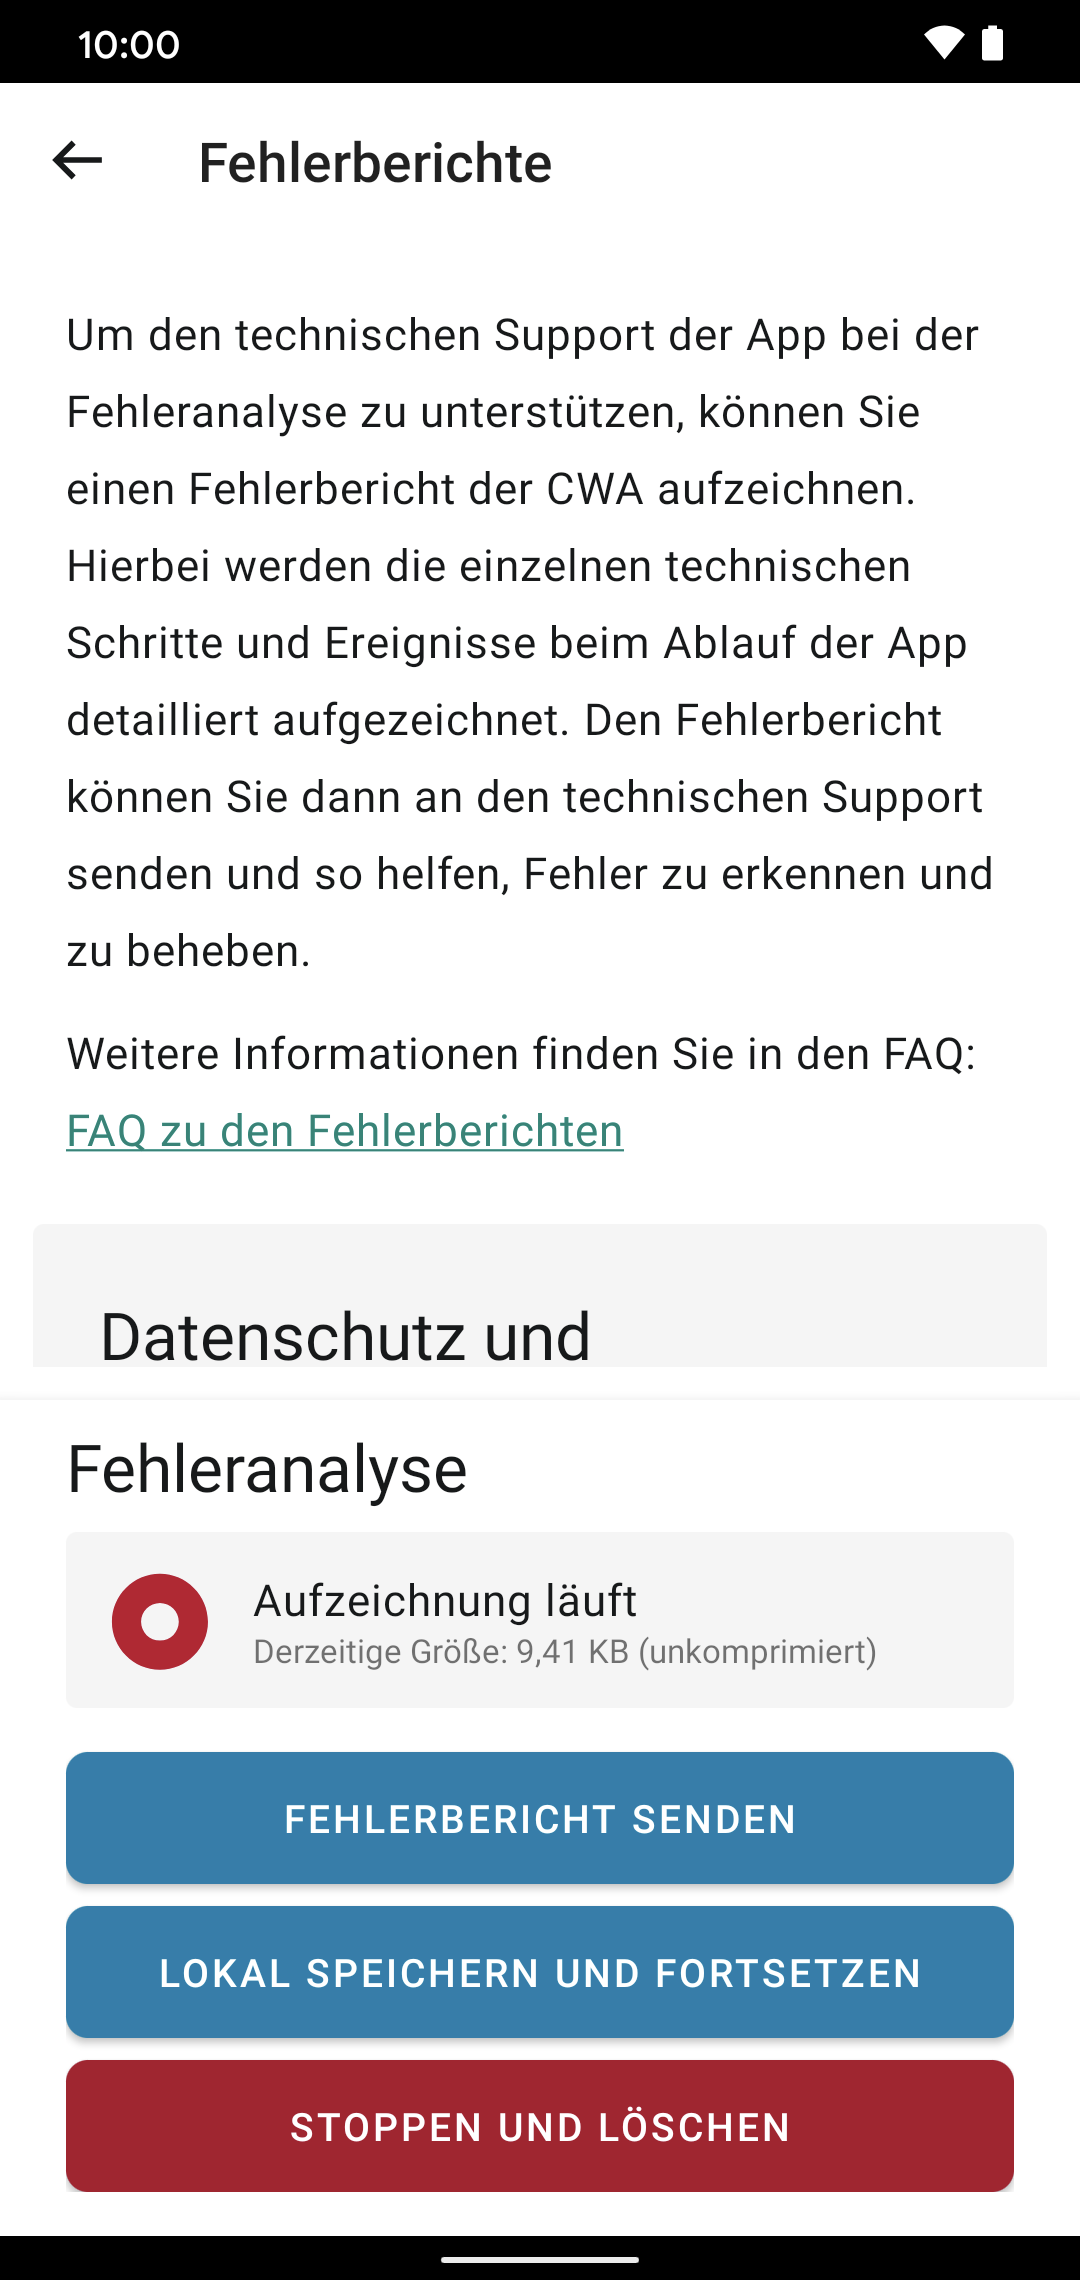 10:00
Fehlerberichte
Um den technischen Support der App bei der
Fehleranalyse zu unterstützen, können Sie
einen Fehlerbericht der CWA aufzeichnen.
Hierbei werden die einzelnen technischen
Schritte und Ereignisse beim Ablauf der App
detailliert aufgezeichnet. Den Fehlerbericht
können Sie dann an den technischen Support
senden und so helfen, Fehler zu erkennen und
zu beheben.
Weitere Informationen finden Sie in den FAQ:
FAQ zu den Fehlerberichten
Datenschutz und
Fehleranalyse
Aufzeichnung läuft
Derzeitige Größe: 9,41 KB (unkomprimiert)
FEHLERBERICHT SENDEN
LOKAL SPEICHERN UND FORTSETZEN
STOPPEN UND LÖSCHEN